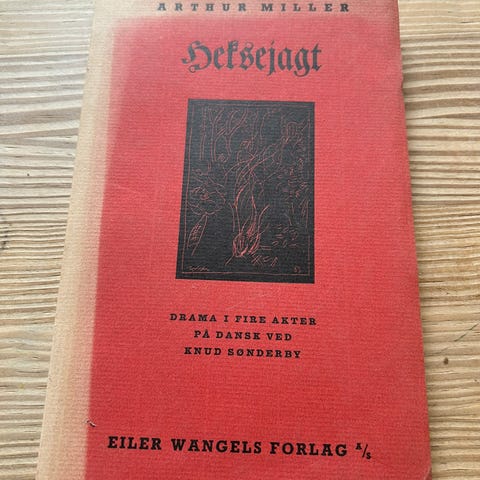 ARTHUR MILLER
Heksejagt
DRAMA I FIRE AKTER
PÅ DANSK VED
KNUD SØNDERBY
EILER WANGELS FORLAG A/S